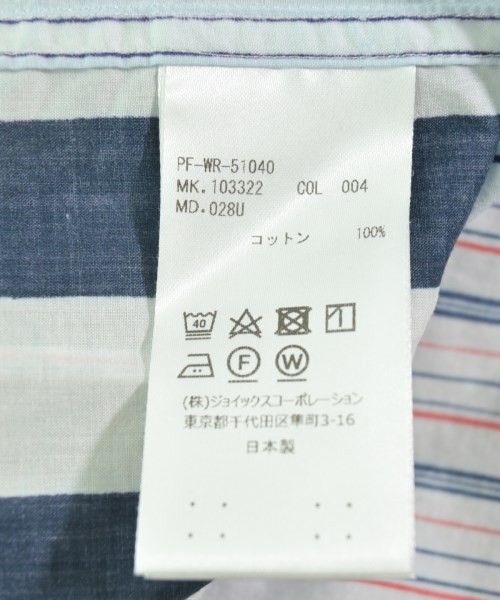 PF-WR-51040
MK.103322 COL 004
MD.028U
コットン 100%
40
F W
(株)ジョイックスコーポレーション
東京都千代田区隼町3-16
日本製